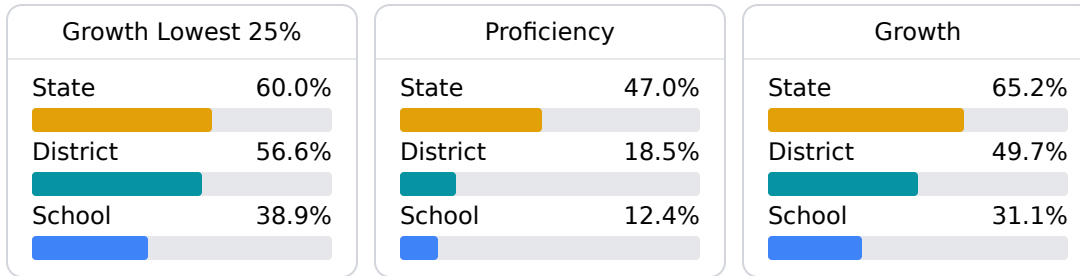 Growth Lowest 25%
State 60.0%
District 56.6%
School 38.9%
Proficiency
State 47.0%
District 18.5%
School 12.4%
Growth
State 65.2%
District 49.7%
School 31.1%